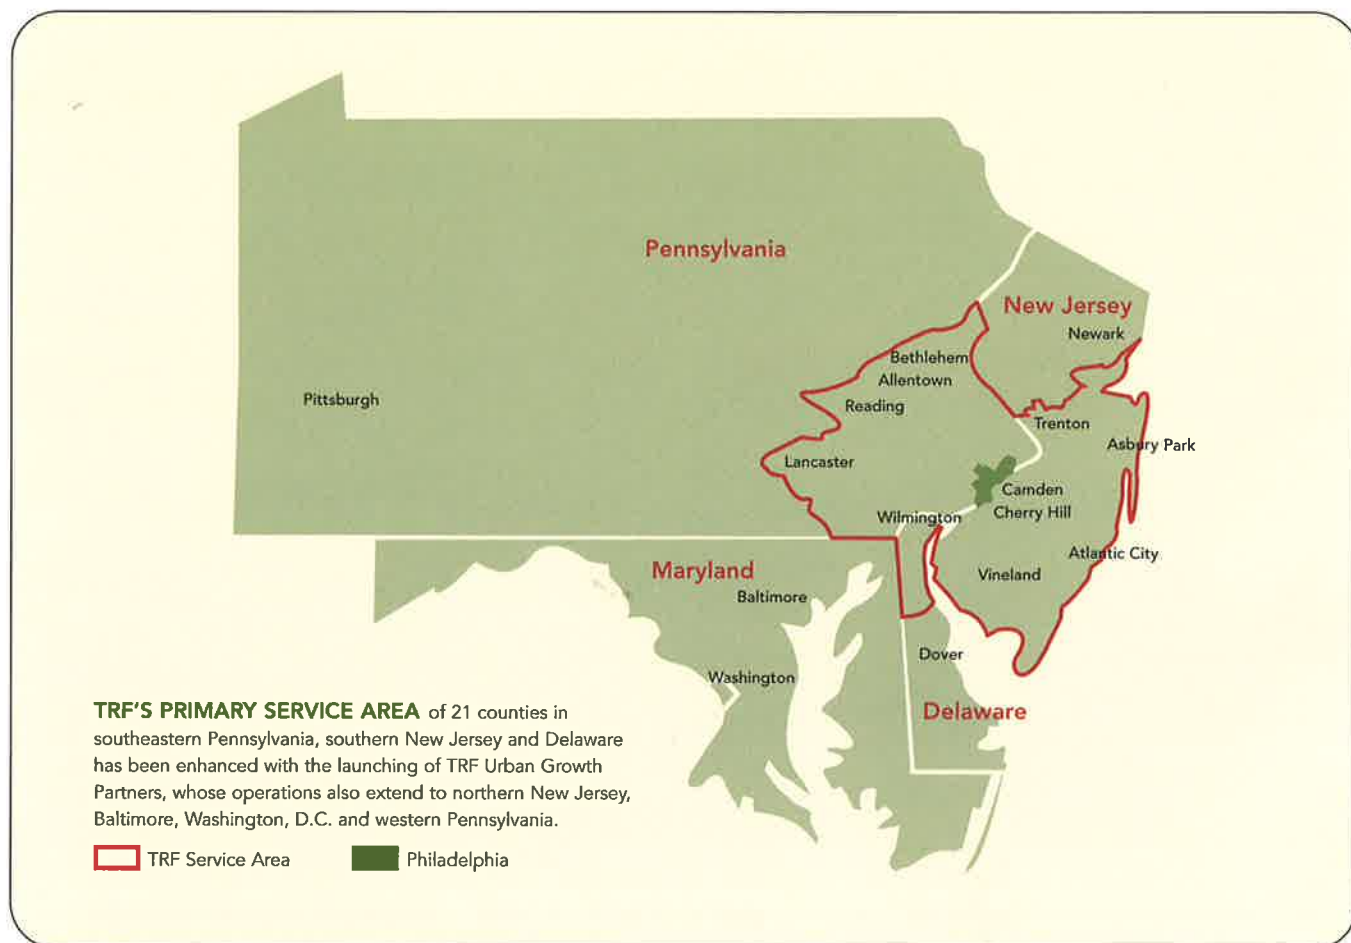 Pennsylvania
New Jersey
Newark
Bethlehem
Allentown
Pittsburgh
Reading
Trenton
Asbury Park
Lancaster
Camden
Wilmington
Cherry Hill
Atlantic City
Maryland
Vineland
Baltimore
Dover
Washington
Delaware
TRF'S PRIMARY SERVICE AREA of 21 counties in
southeastern Pennsylvania, southern New Jersey and Delaware
has been enhanced with the launching of TRF Urban Growth
Partners, whose operations also extend to northern New Jersey,
Baltimore, Washington, D.C. and western Pennsylvania.
TRF Service Area
Philadelphia